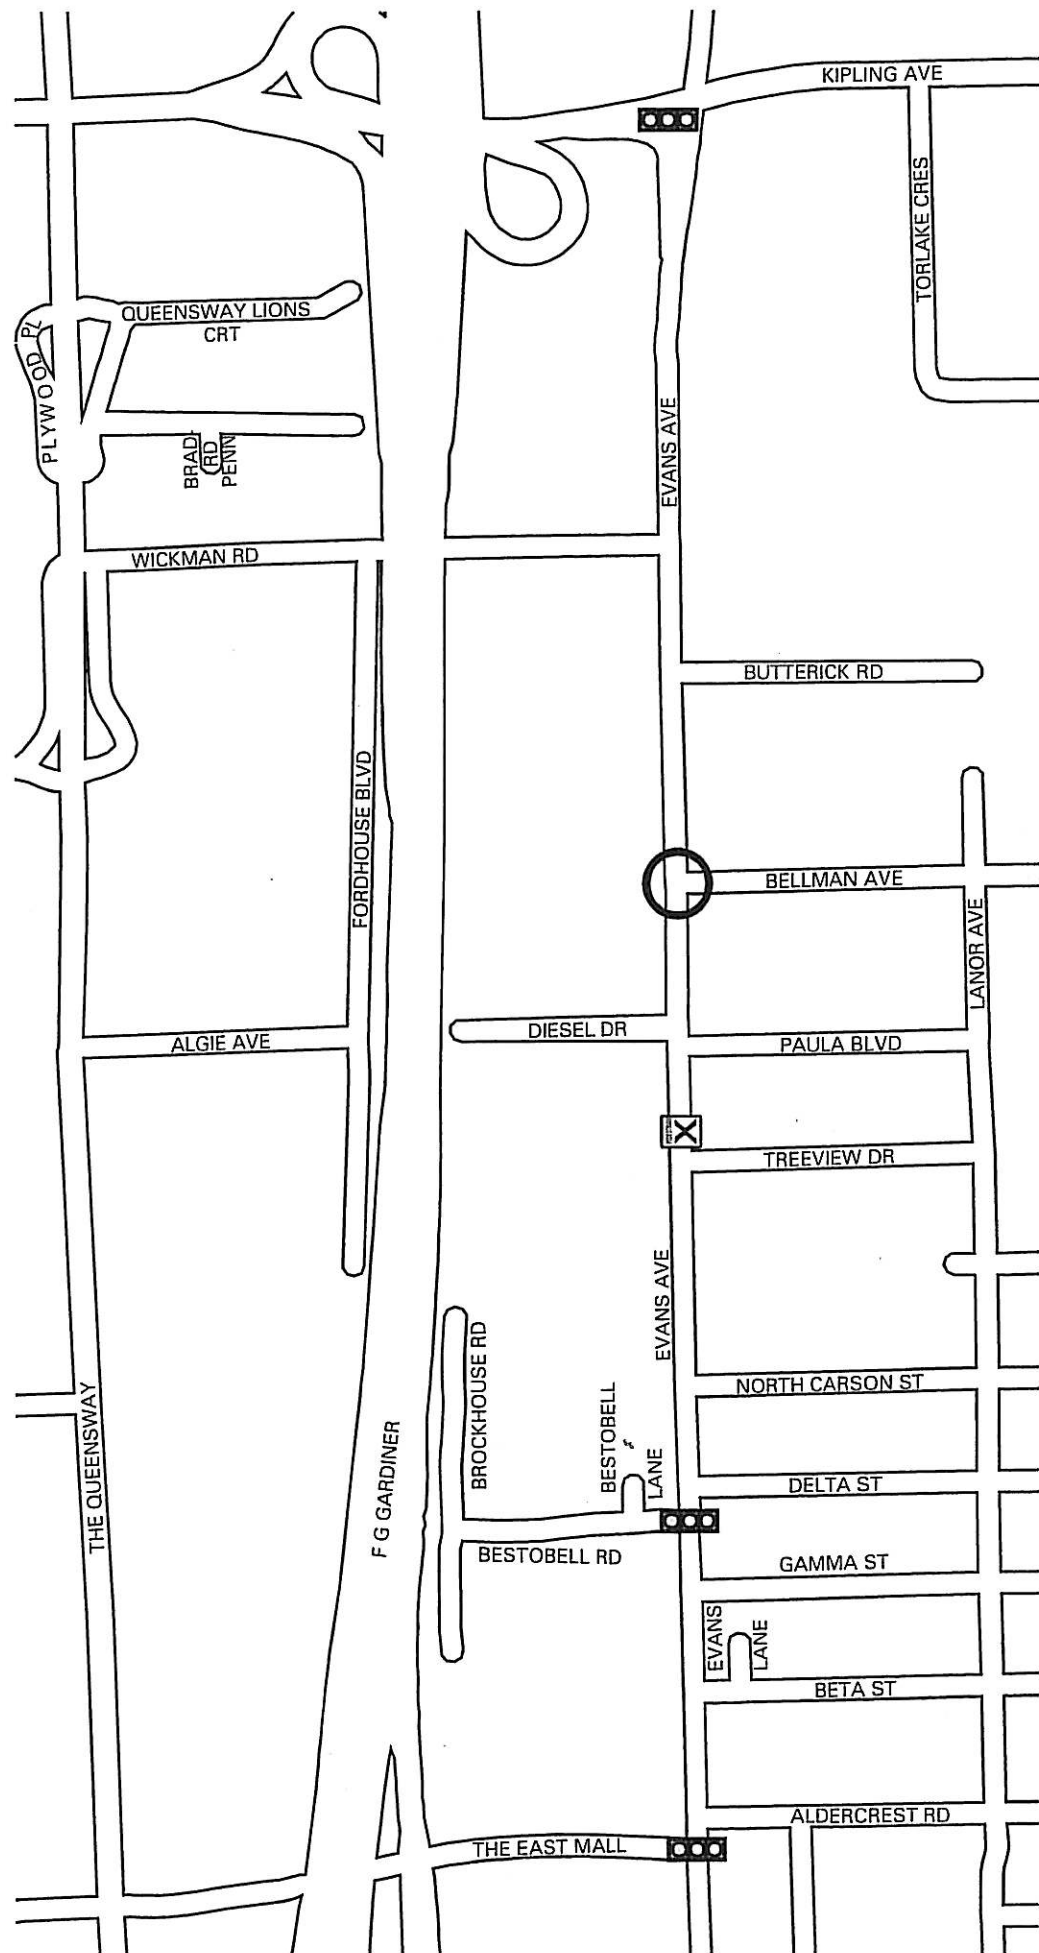 KIPLING AVE
TORLAKE CRES
QUEENSWAY LIONS
CRT
PLYWOOD PL
BRAD-
RD
PENN
EVANS AVE
WICKMAN RD
BUTTERICK RD
FORDHOUSE BLVD
BELLMAN AVE
LANOR AVE
DIESEL DR
ALGIE AVE
PAULA BLVD
X
TREEVIEW DR
EVANS AVE
BROCKHOUSE RD
NORTH CARSON ST
THE QUEENSWAY
F G GARDINER
BESTOBELL
LANE
DELTA ST
BESTOBELL RD
GAMMA ST
EVANS
LANE
BETA ST
ALDERCREST RD
THE EAST MALL